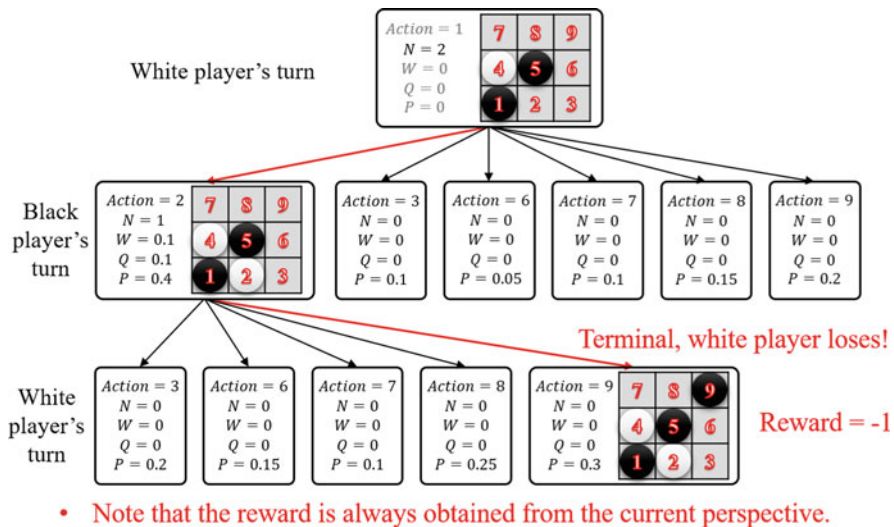 White player's turn
Action = 1
N = 2
W = 0
Q = 0
P = 0
7 8 9
4 5 6
1 2 3
Black
player's
turn
Action = 2
N = 1
W = 0.1
Q = 0.1
P = 0.4
7 8 9
4 5 6
1 2 3
Action = 3
N = 0
W = 0
Q = 0
P = 0.1
Action = 6
N = 0
W = 0
Q = 0
P = 0.05
Action = 7
N = 0
W = 0
Q = 0
P = 0.1
Action = 8
N = 0
W = 0
Q = 0
P = 0.15
Action = 9
N = 0
W = 0
Q = 0
P = 0.2
Terminal, white player loses!
White
player's
turn
Action = 3
N = 0
W = 0
Q = 0
P = 0.2
Action = 6
N = 0
W = 0
Q = 0
P = 0.15
Action = 7
N = 0
W = 0
Q = 0
P = 0.1
Action = 8
N = 0
W = 0
Q = 0
P = 0.25
Action = 9
N = 0
W = 0
Q = 0
P = 0.3
7 8 9
4 5 6
1 2 3
Reward = -1
• Note that the reward is always obtained from the current perspective.